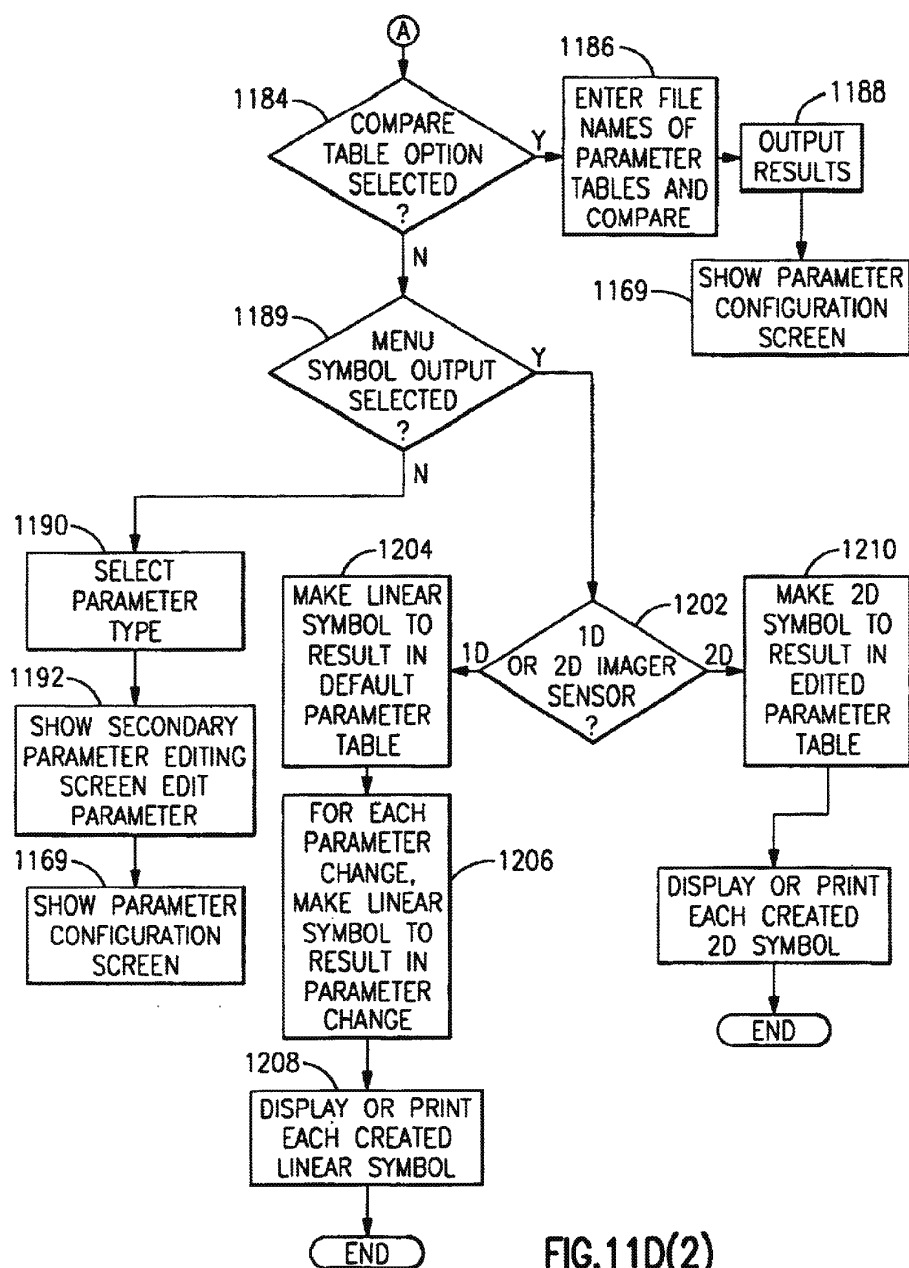 A
1184
COMPARE
TABLE OPTION
SELECTED
?
Y
N
1186
ENTER FILE
NAMES OF
PARAMETER
TABLES AND
COMPARE
1188
OUTPUT
RESULTS
1169
SHOW PARAMETER
CONFIGURATION
SCREEN
1189
MENU
SYMBOL OUTPUT
SELECTED
?
Y
N
1190
SELECT
PARAMETER
TYPE
1192
SHOW SECONDARY
PARAMETER EDITING
SCREEN EDIT
PARAMETER
1169
SHOW PARAMETER
CONFIGURATION
SCREEN
1202
1D
OR 2D IMAGER
SENSOR
?
1D
2D
1204
MAKE LINEAR
SYMBOL TO
RESULT IN
DEFAULT
PARAMETER
TABLE
1206
FOR EACH
PARAMETER
CHANGE,
MAKE LINEAR
SYMBOL TO
RESULT IN
PARAMETER
CHANGE
1208
DISPLAY OR PRINT
EACH CREATED
LINEAR SYMBOL
END
1210
MAKE 2D
SYMBOL TO
RESULT IN
EDITED
PARAMETER
TABLE
DISPLAY OR PRINT
EACH CREATED
2D SYMBOL
END
FIG.11D(2)